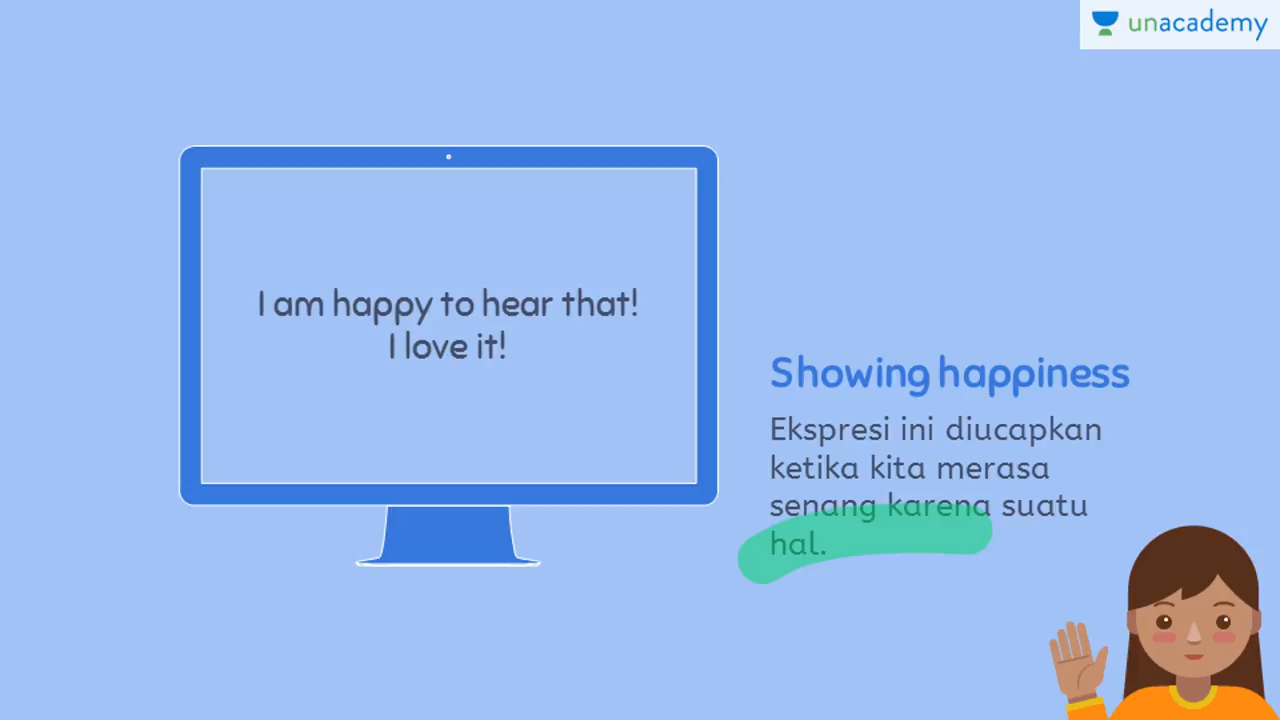 unacademy
I am happy to hear that!
I love it!
Showing happiness
Ekspresi ini diucapkan
ketika kita merasa
senang karena suatu
hal.